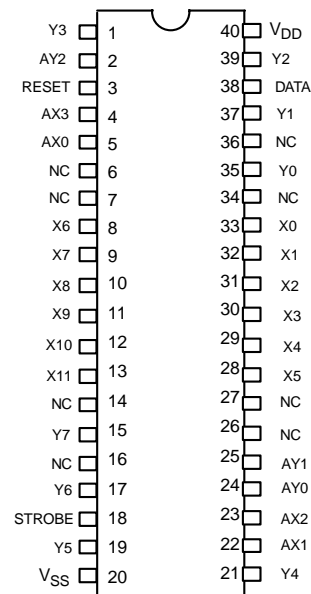 Y3 1 40 VDD
AY2 2 39 Y2
RESET 3 38 DATA
AX3 4 37 Y1
AX0 5 36 NC
NC 6 35 Y0
NC 7 34 NC
X6 8 33 X0
X7 9 32 X1
X8 10 31 X2
X9 11 30 X3
X10 12 29 X4
X11 13 28 X5
NC 14 27 NC
Y7 15 26 NC
NC 16 25 AY1
Y6 17 24 AY0
STROBE 18 23 AX2
Y5 19 22 AX1
VSS 20 21 Y4